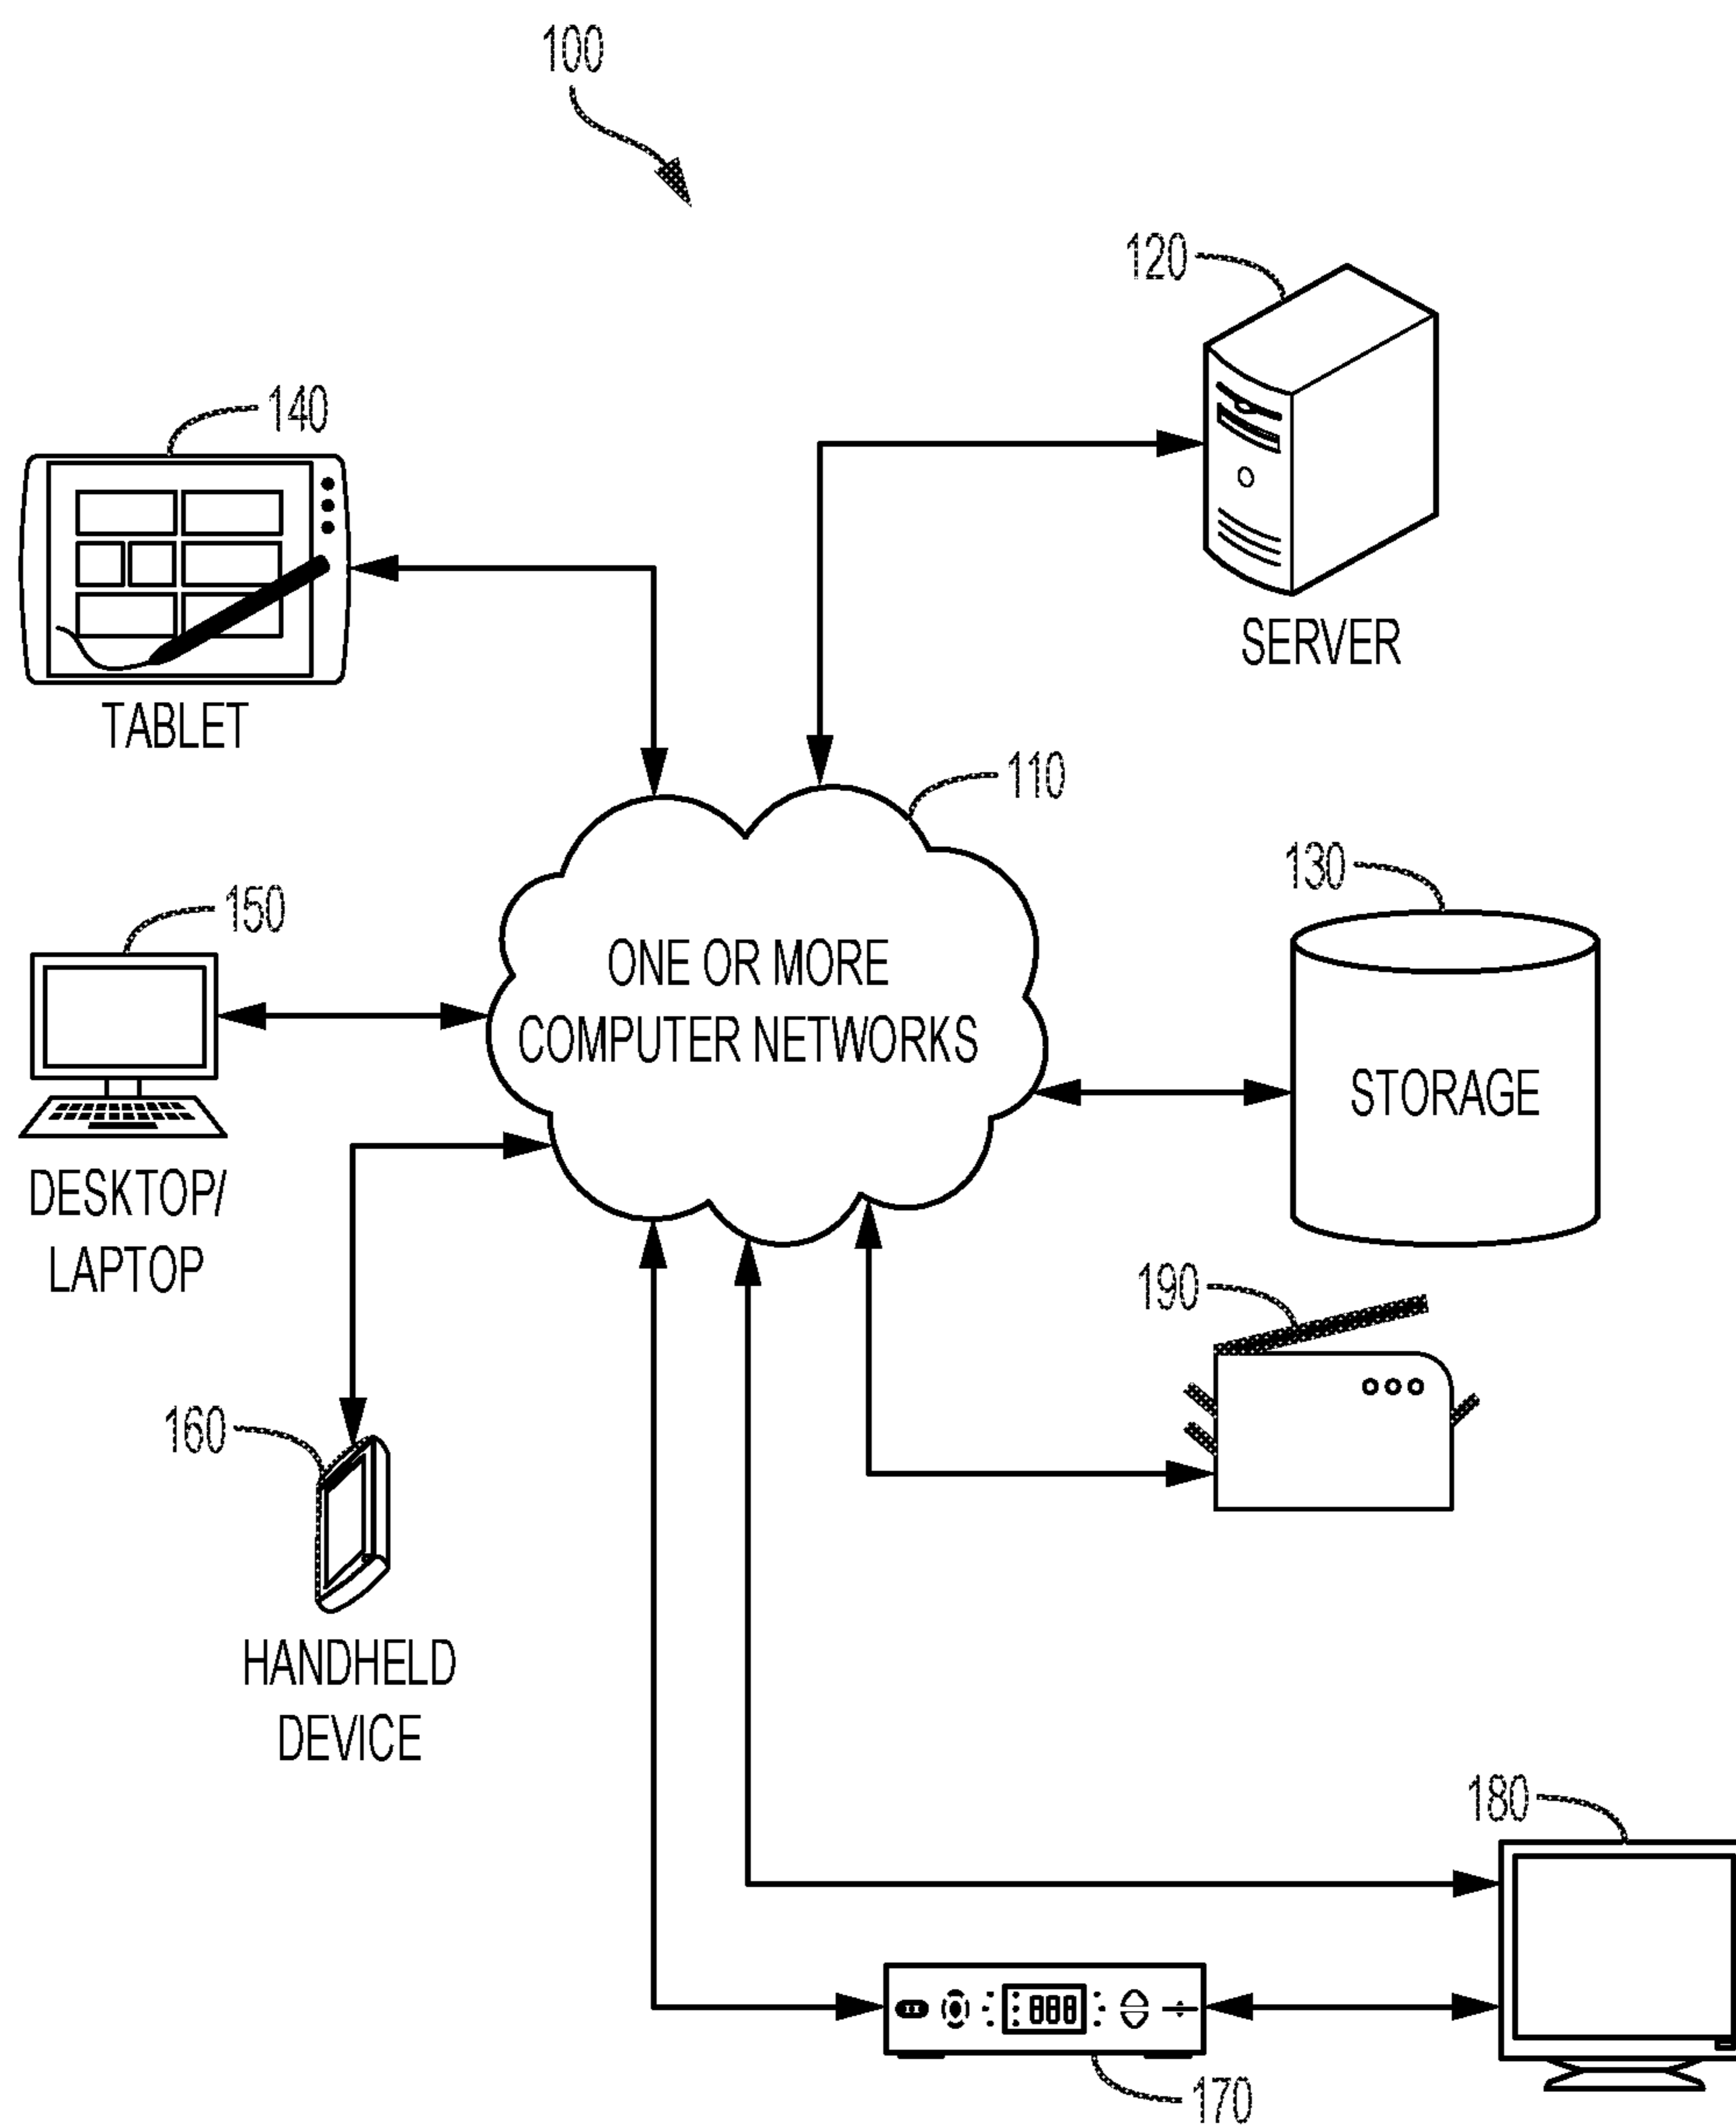 100
120
140
SERVER
TABLET
110
130
150
ONE OR MORE
COMPUTER NETWORKS
STORAGE
DESKTOP/
LAPTOP
190
160
HANDHELD
DEVICE
180
888
170